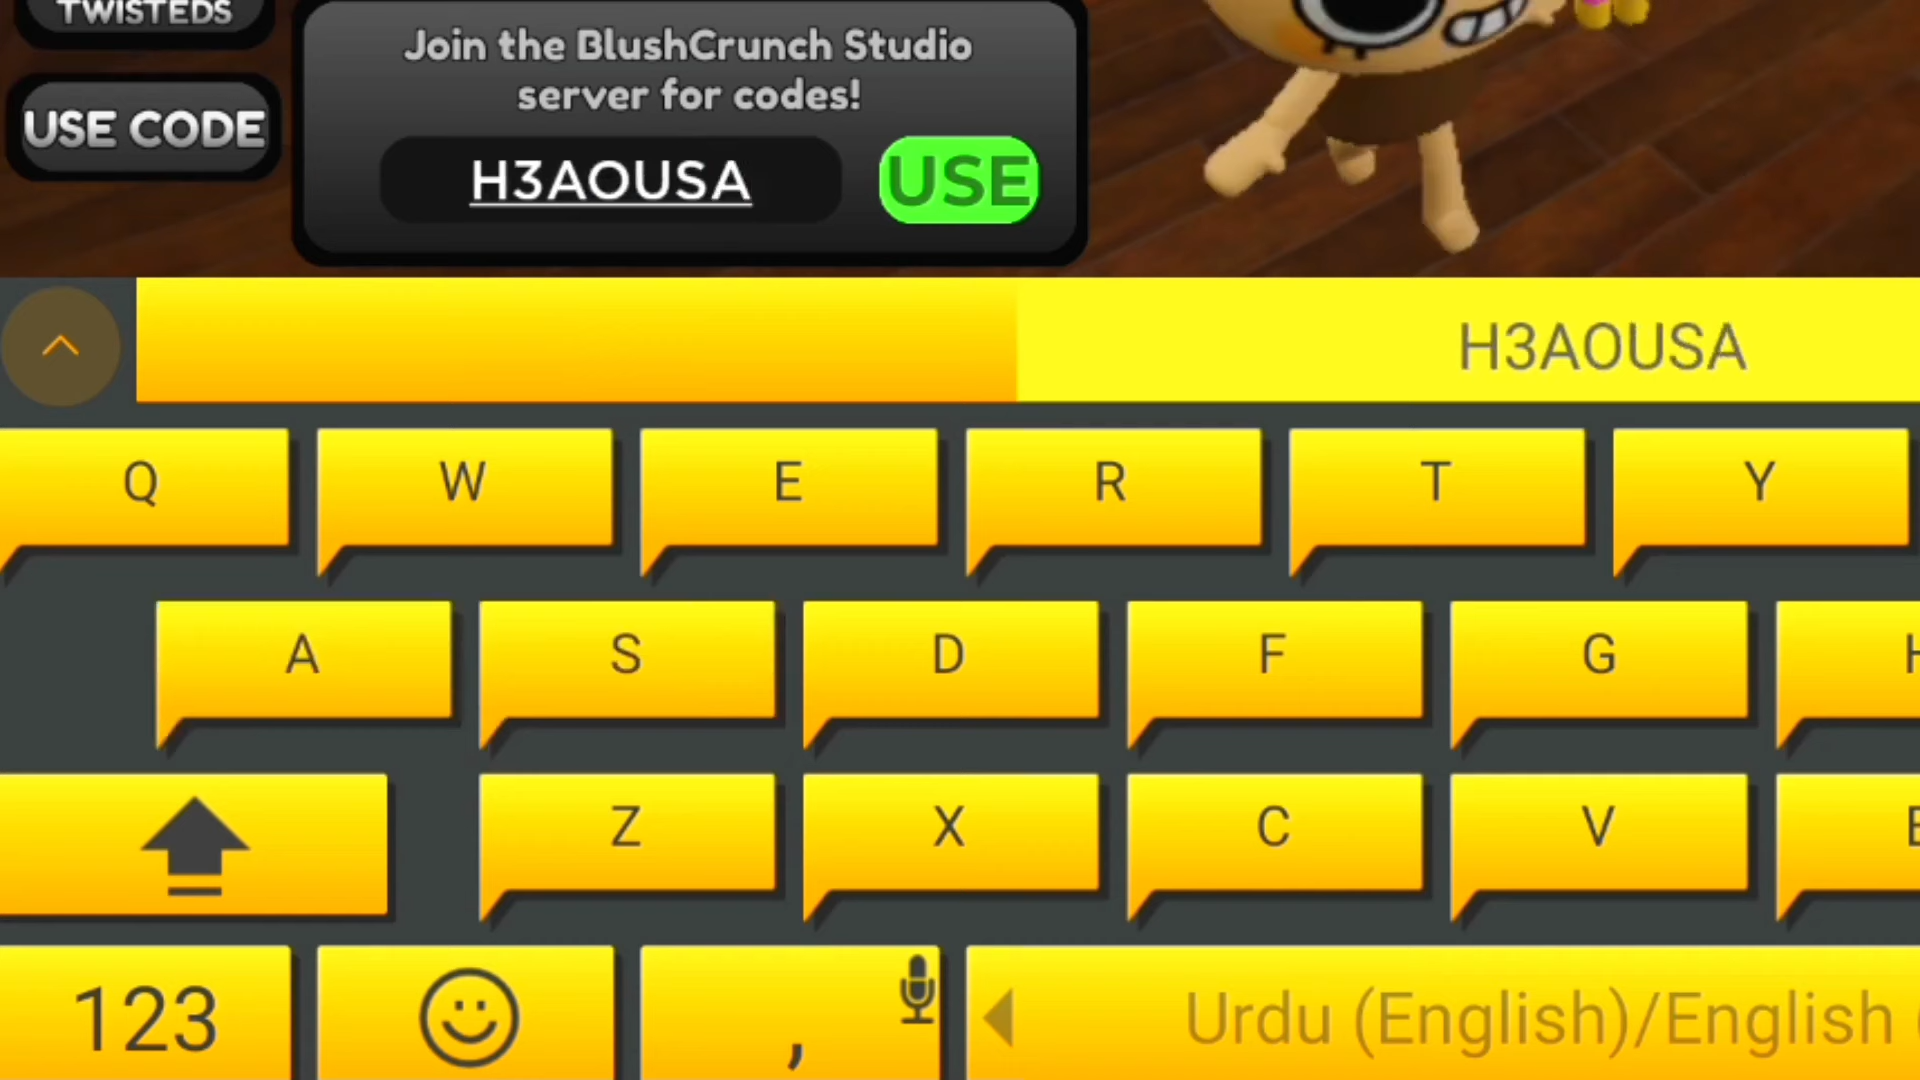 TWISTEDS
USE CODE
Join the BlushCrunch Studio
server for codes!
H3AOUSA
USE
H3AOUSA
Q W E R T Y
A S D F G H
Z X C V B
123 , Urdu (English)/English